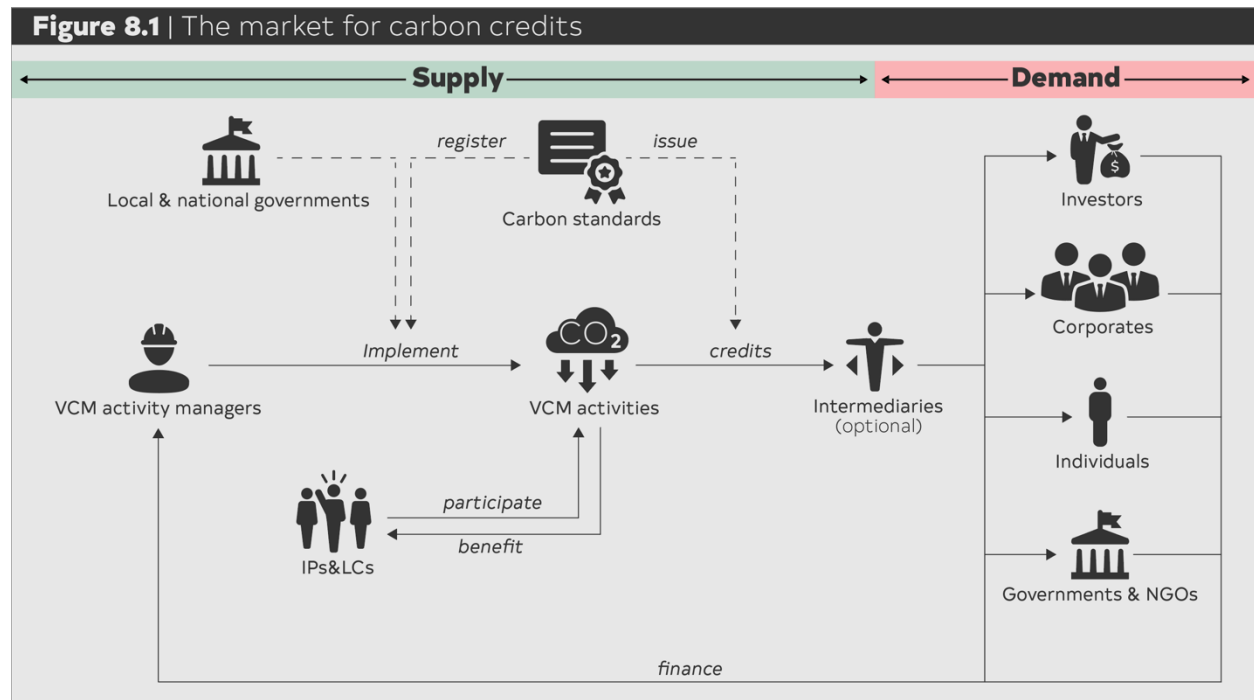 Figure 8.1 | The market for carbon credits
Supply
Demand
register
issue
Local & national governments
Carbon standards
$
Investors
Corporates
Implement
CO2
credits
VCM activity managers
VCM activities
Intermediaries
(optional)
Individuals
participate
benefit
IPs&LCs
Governments & NGOs
finance